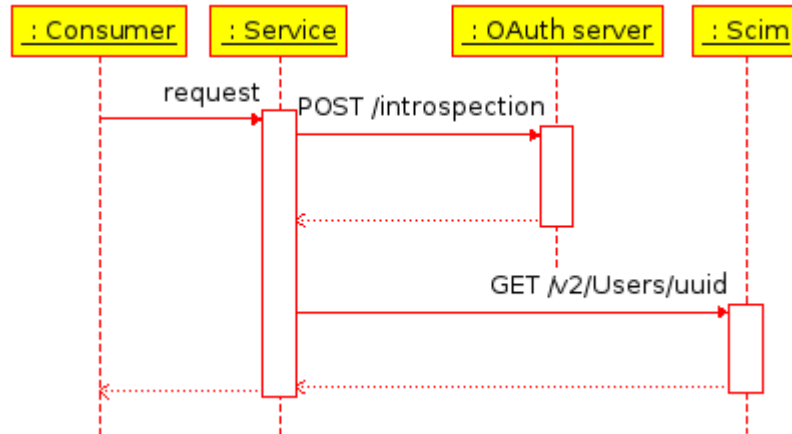 : Consumer
: Service
: OAuth server
: Scim
request
POST /introspection
GET /v2/Users/uuid